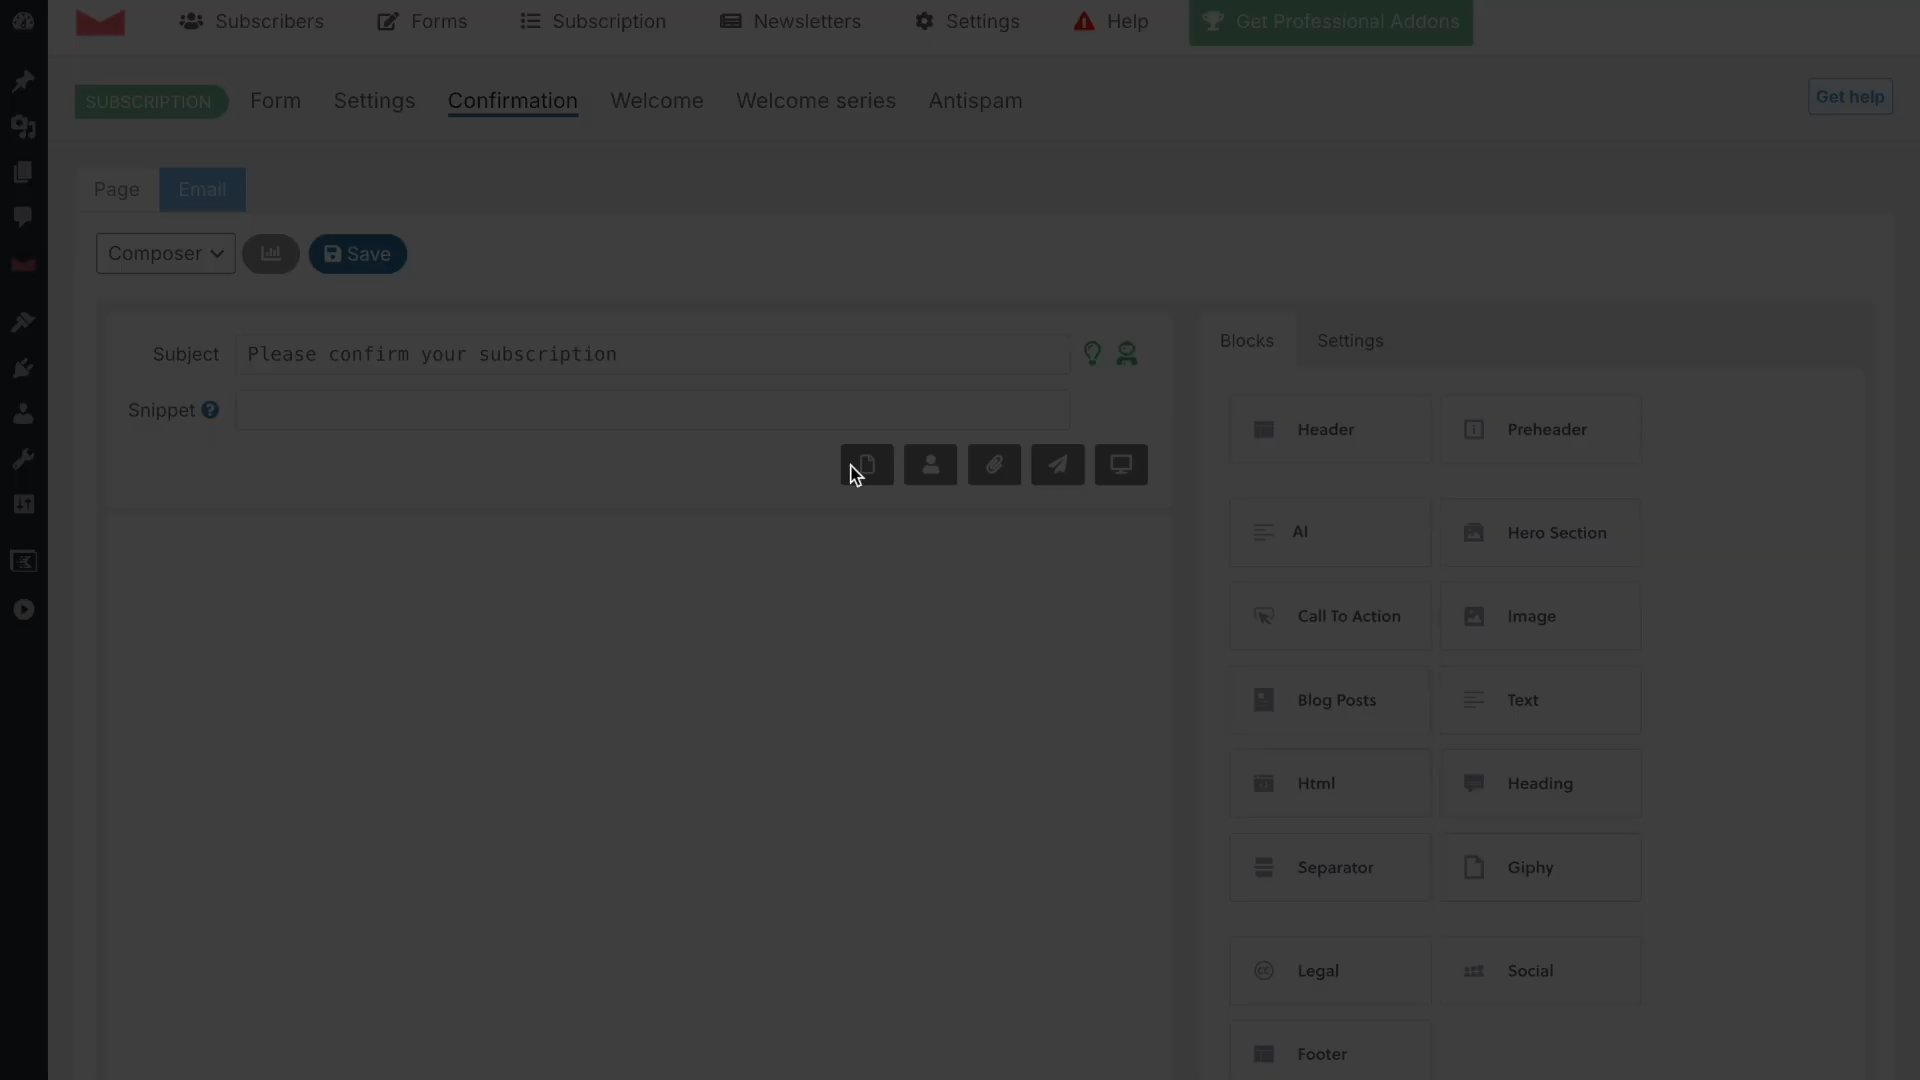 Subscribers Forms Subscription Newsletters Settings Help Get Professional Addons
SUBSCRIPTION Form Settings Confirmation Welcome Welcome series Antispam Get help
Page Email
Composer Save
Subject Please confirm your subscription
Snippet ?
Blocks Settings
Header Preheader
AI Hero Section
Call To Action Image
Blog Posts Text
Html Heading
Separator Giphy
Legal Social
Footer